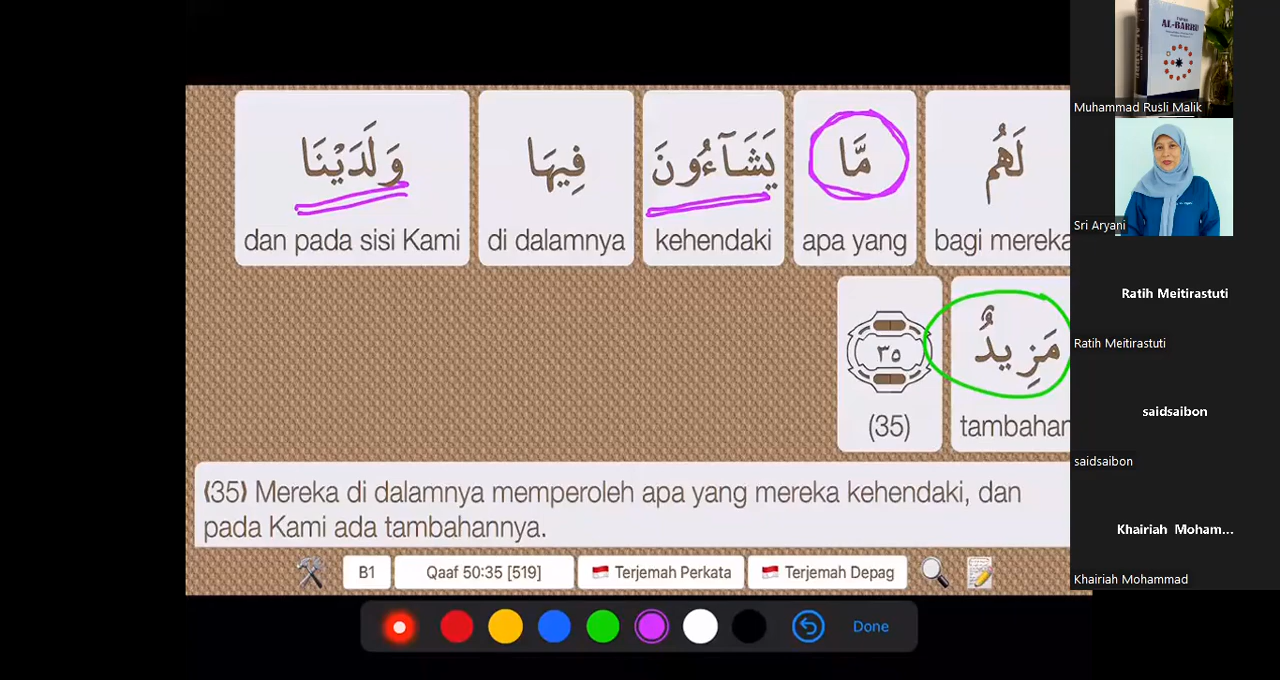 لَهُم مَّا يَشَآءُونَ فِيهَا وَلَدَيْنَا
bagi mereka apa yang kehendaki di dalamnya dan pada sisi Kami
مَزِيدٌ ٣٥
tambahan (35)
(35) Mereka di dalamnya memperoleh apa yang mereka kehendaki, dan
pada Kami ada tambahannya.
B1 Qaaf 50:35 [519] Terjemah Perkata Terjemah Depag
Done
AL-BARRU
Muhammad Rusli Malik
Sri Aryani
Ratih Meitirastuti
Ratih Meitirastuti
saidsaibon
saidsaibon
Khairiah Moham...
Khairiah Mohammad